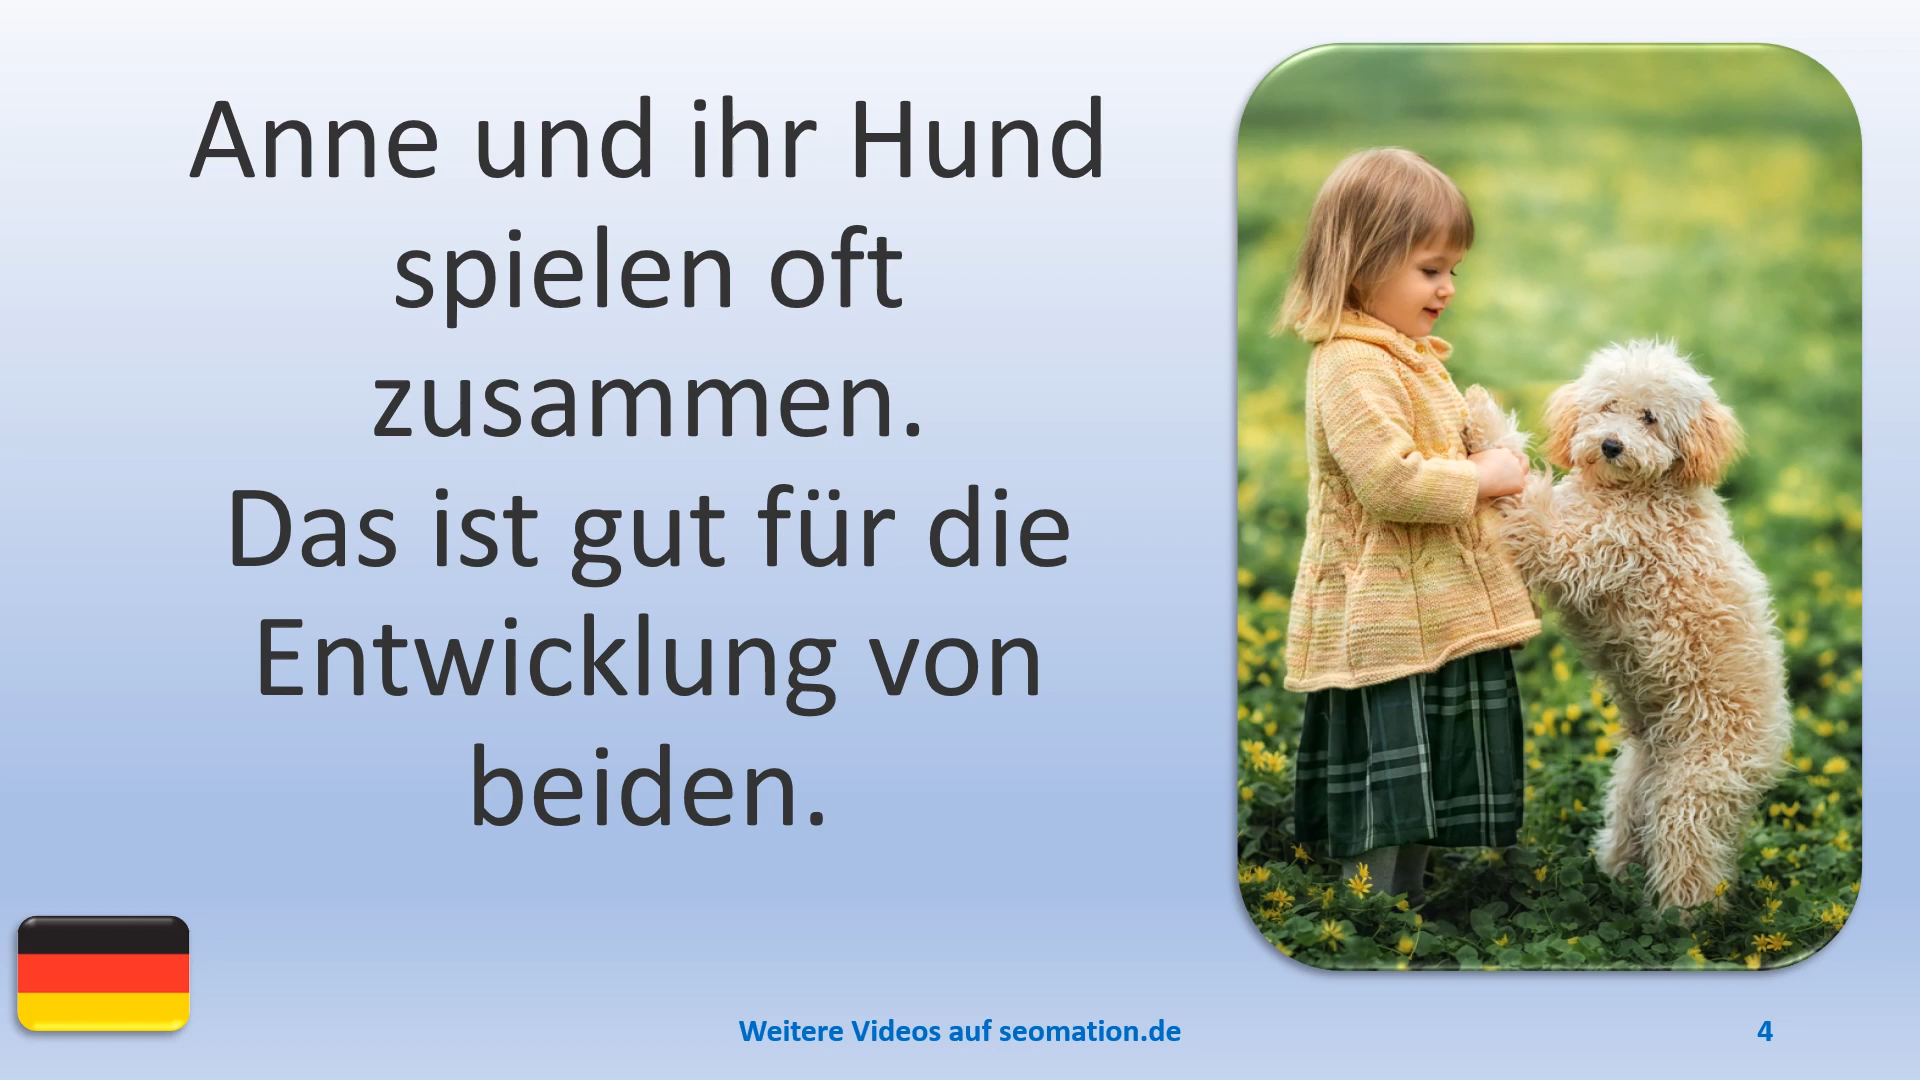 Anne und ihr Hund
spielen oft
zusammen.
Das ist gut für die
Entwicklung von
beiden.
Weitere Videos auf seomation.de
4